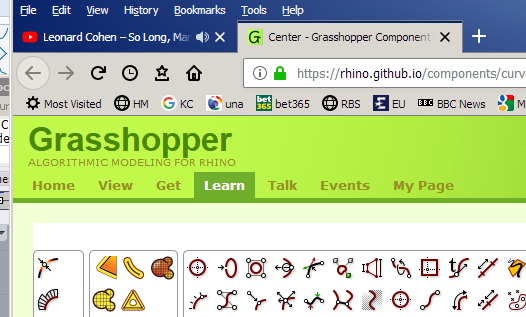 File Edit View History Bookmarks Tools Help
Leonard Cohen – So Long, Mar
Center - Grasshopper Component
https://rhino.github.io/components/curv
Most Visited HM KC una bet365 RBS EU BBC News M
Grasshopper
ALGORITHMIC MODELING FOR RHINO
Home View Get Learn Talk Events My Page